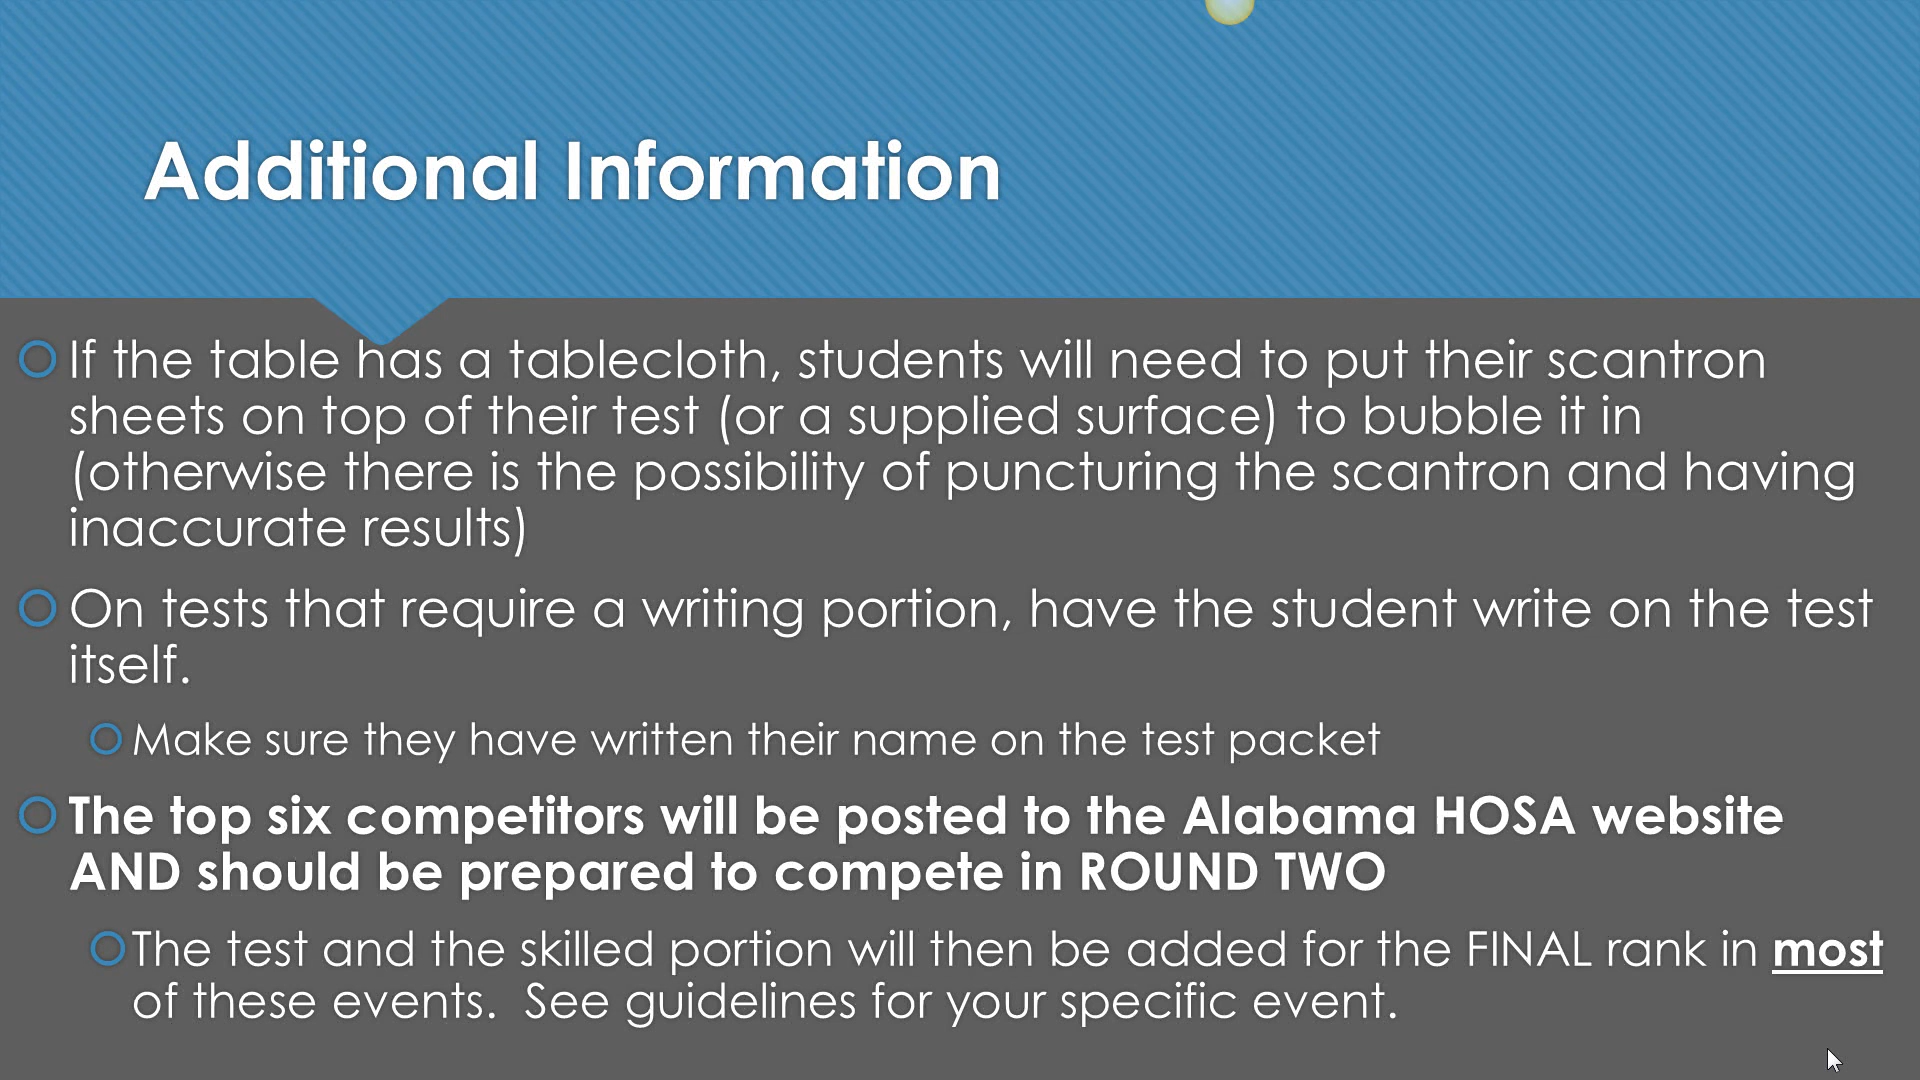 Additional Information
If the table has a tablecloth, students will need to put their scantron
sheets on top of their test (or a supplied surface) to bubble it in
(otherwise there is the possibility of puncturing the scantron and having
inaccurate results)
On tests that require a writing portion, have the student write on the test
itself.
Make sure they have written their name on the test packet
The top six competitors will be posted to the Alabama HOSA website
AND should be prepared to compete in ROUND TWO
The test and the skilled portion will then be added for the FINAL rank in most
of these events.  See guidelines for your specific event.